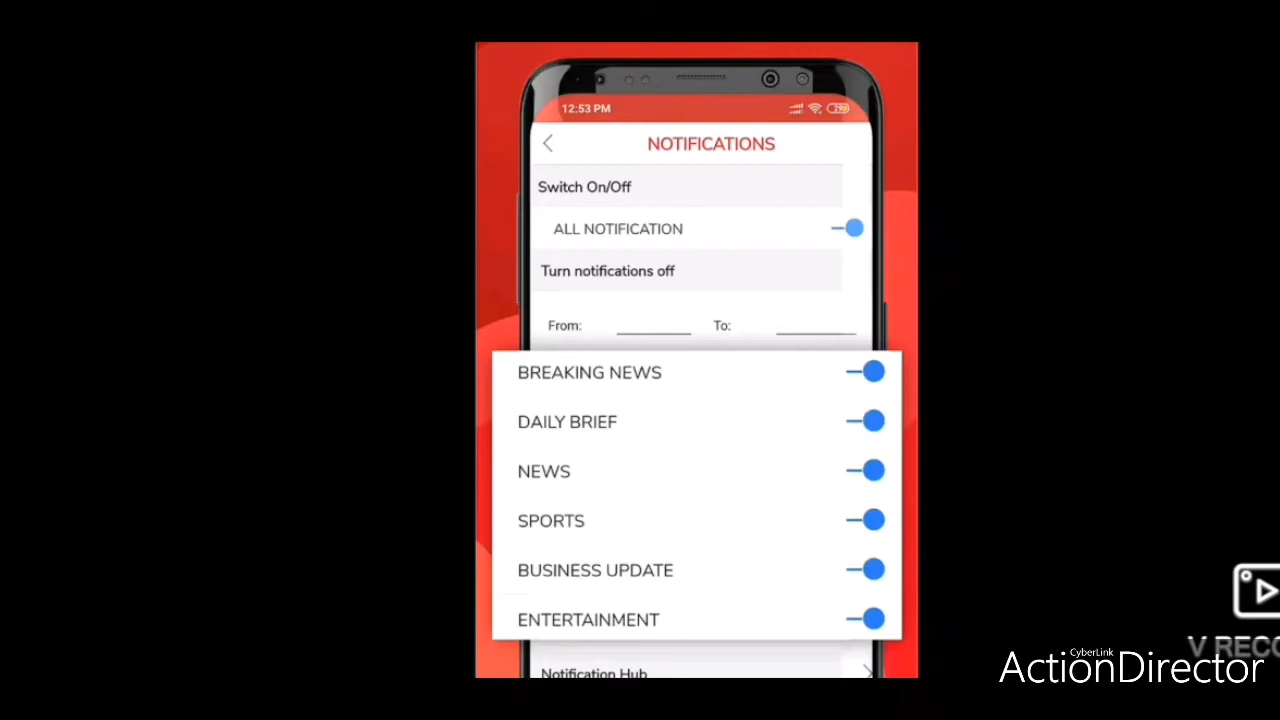 12:53 PM
NOTIFICATIONS
Switch On/Off
ALL NOTIFICATION
Turn notifications off
From: To:
BREAKING NEWS
DAILY BRIEF
NEWS
SPORTS
BUSINESS UPDATE
ENTERTAINMENT
Notification Hub
V RECO
CyberLink
ActionDirector